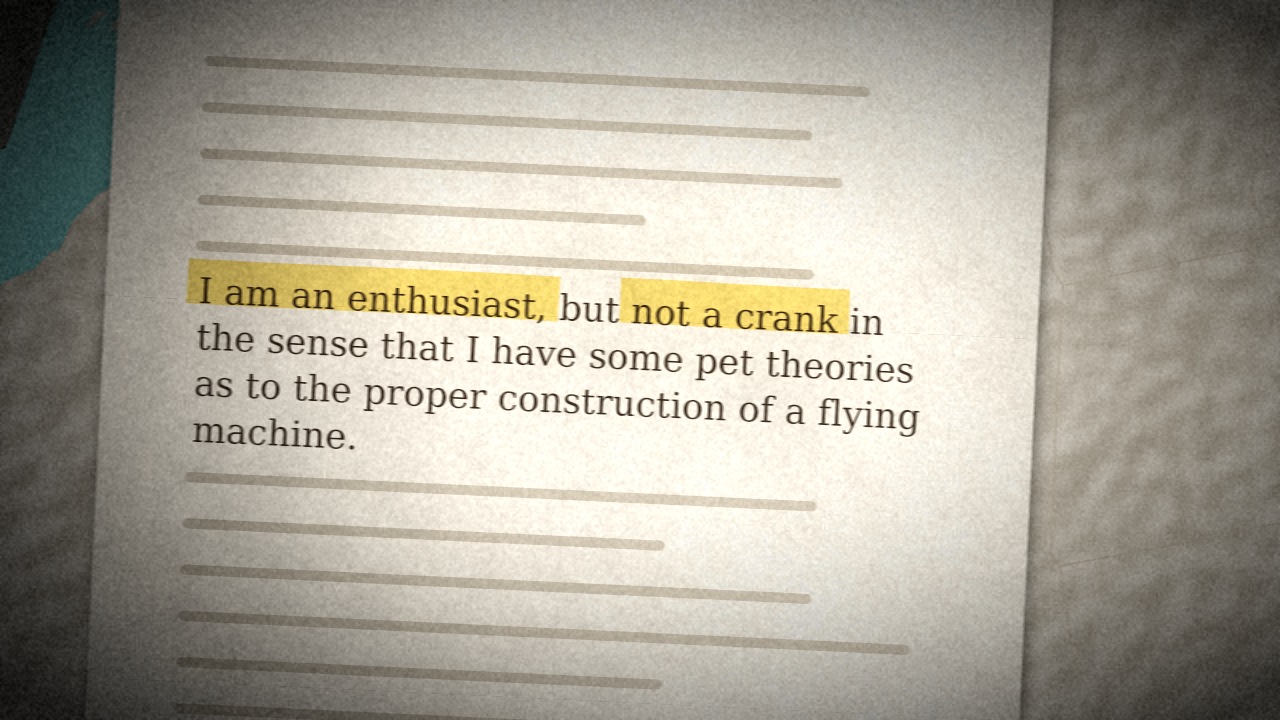 I am an enthusiast, but not a crank in
the sense that I have some pet theories
as to the proper construction of a flying
machine.